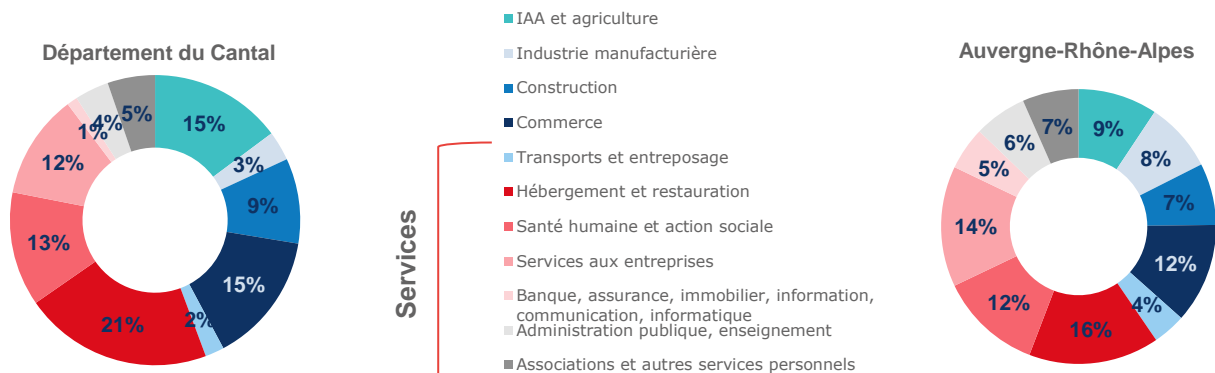 Département du Cantal
15%
3%
9%
15%
2%
21%
13%
12%
1%
4%
5%
Services
IAA et agriculture
Industrie manufacturière
Construction
Commerce
Transports et entreposage
Hébergement et restauration
Santé humaine et action sociale
Services aux entreprises
Banque, assurance, immobilier, information,
communication, informatique
Administration publique, enseignement
Associations et autres services personnels
Auvergne-Rhône-Alpes
9%
8%
7%
12%
4%
16%
12%
14%
5%
6%
7%